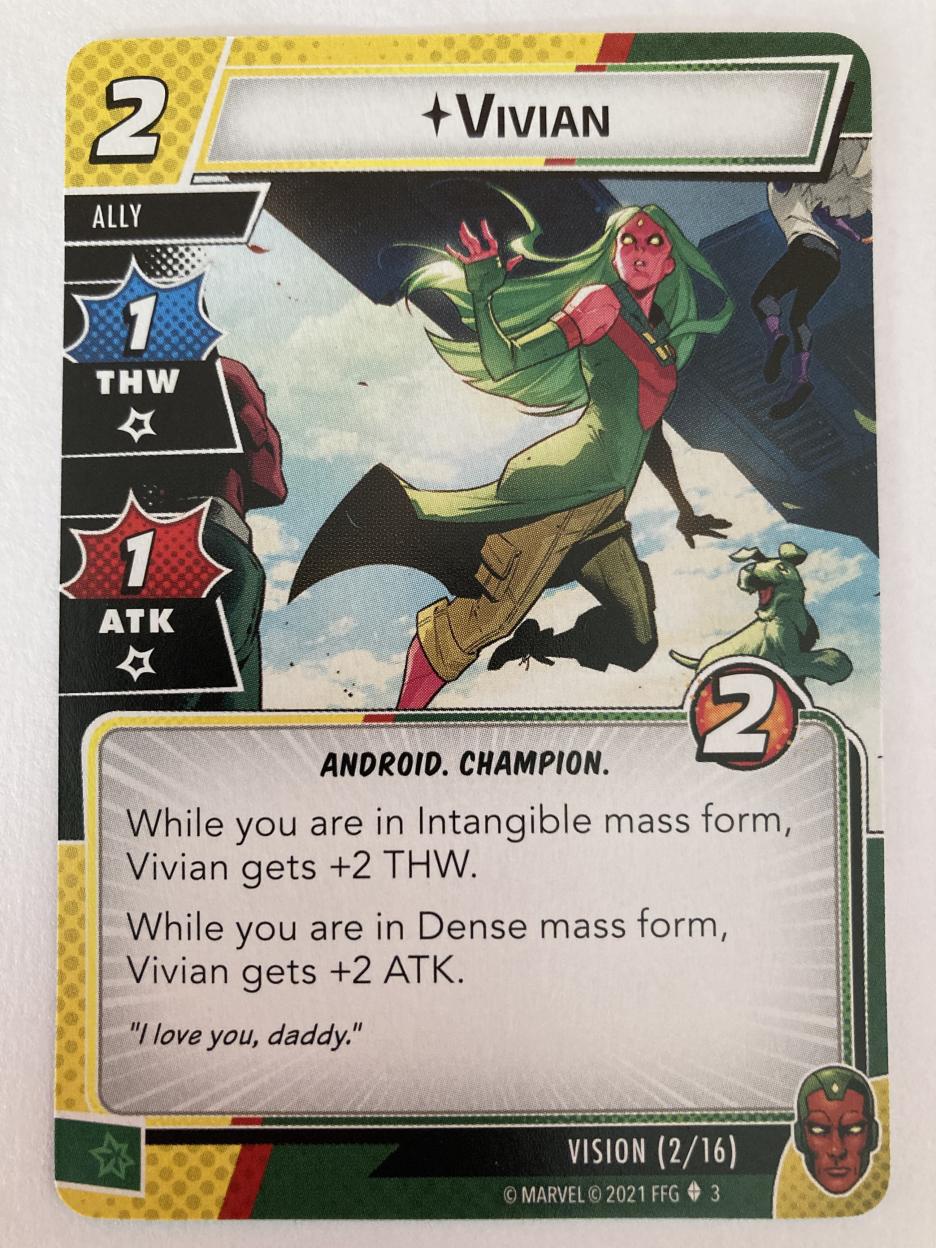 2
VIVIAN
ALLY
1
THW
1
ATK
2
ANDROID. CHAMPION.
While you are in Intangible mass form,
Vivian gets +2 THW.
While you are in Dense mass form,
Vivian gets +2 ATK.
"I love you, daddy."
VISION (2/16)
© MARVEL © 2021 FFG 3